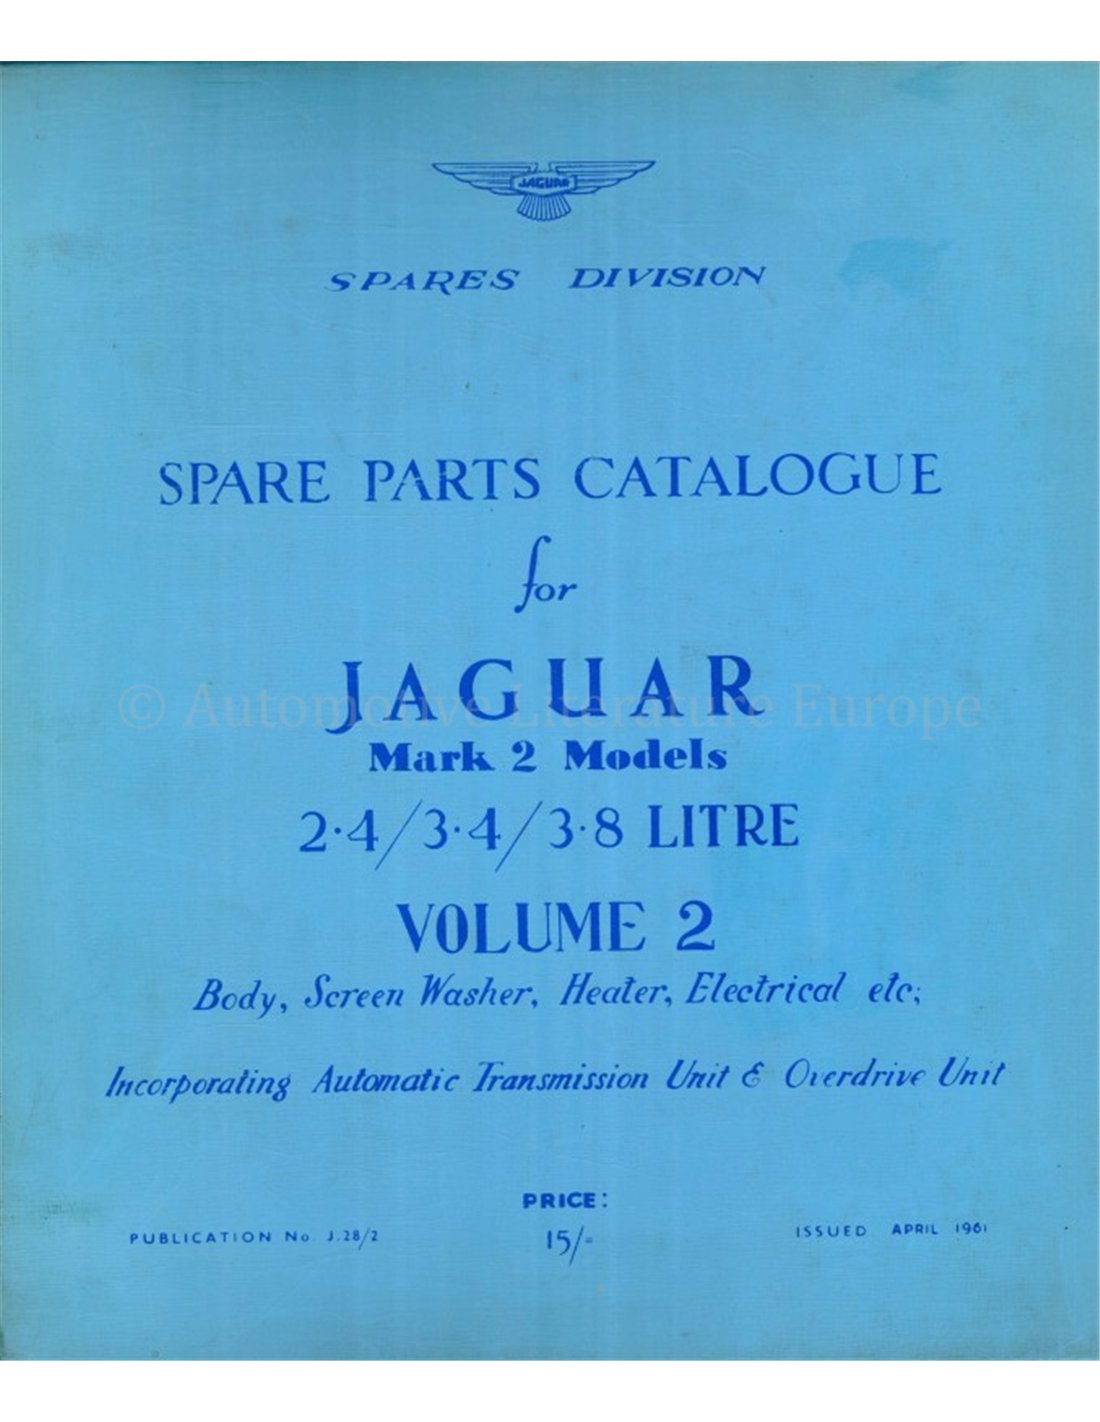 JAGUAR
SPARES DIVISION
SPARE PARTS CATALOGUE
for
JAGUAR
© Automotive Literature Europe
Mark 2 Models
2·4/3·4/3·8 LITRE
VOLUME 2
Body, Screen Washer, Heater, Electrical etc;
Incorporating Automatic Transmission Unit & Overdrive Unit
PRICE:
PUBLICATION No J.28/2 15/= ISSUED APRIL 1961